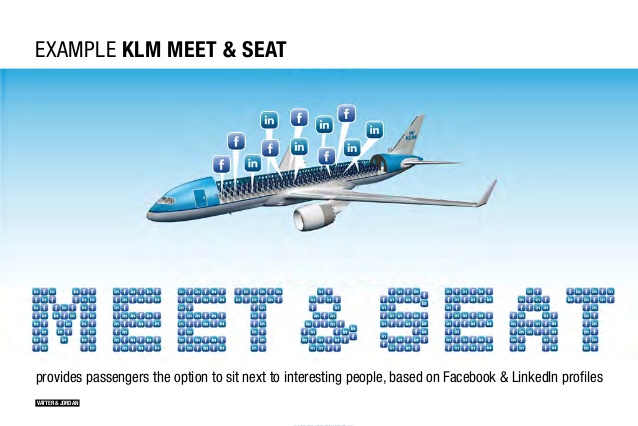 EXAMPLE KLM MEET & SEAT
KLM
MEET & SEAT
provides passengers the option to sit next to interesting people, based on Facebook & LinkedIn profiles
VATTER & JORDAN